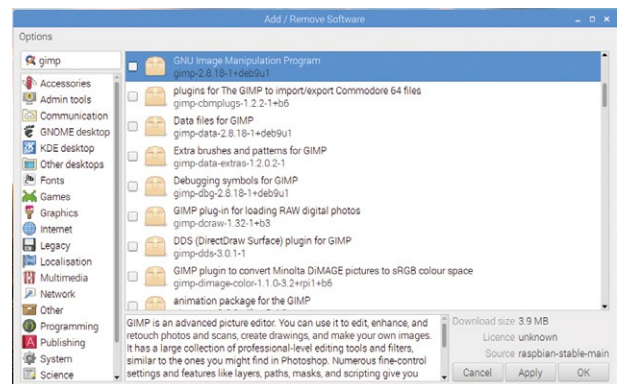 Add / Remove Software
Options
gimp
Accessories
Admin tools
Communication
GNOME desktop
KDE desktop
Other desktops
Fonts
Games
Graphics
Internet
Legacy
Localisation
Multimedia
Network
Other
Programming
Publishing
System
Science
GNU Image Manipulation Program
gimp-2.8.18-1+deb9u1
plugins for The GIMP to import/export Commodore 64 files
gimp-cbmplugs-1.2.2-1+b6
Data files for GIMP
gimp-data-2.8.18-1+deb9u1
Extra brushes and patterns for GIMP
gimp-data-extras-1:2.0.2-1
Debugging symbols for GIMP
gimp-dbg-2.8.18-1+deb9u1
GIMP plug-in for loading RAW digital photos
gimp-dcraw-1.32-1+b3
DDS (DirectDraw Surface) plugin for GIMP
gimp-dds-3.0.1-1
GIMP plugin to convert Minolta DiMAGE pictures to sRGB colour space
gimp-dimage-color-1.1.0-3.2+rpi1+b6
animation package for the GIMP
GIMP is an advanced picture editor. You can use it to edit, enhance, and
retouch photos and scans, create drawings, and make your own images.
It has a large collection of professional-level editing tools and filters,
similar to the ones you might find in Photoshop. Numerous fine-control
settings and features like layers, paths, masks, and scripting give you
Download size 3.9 MB
Licence unknown
Source raspbian-stable-main
Cancel
Apply
OK